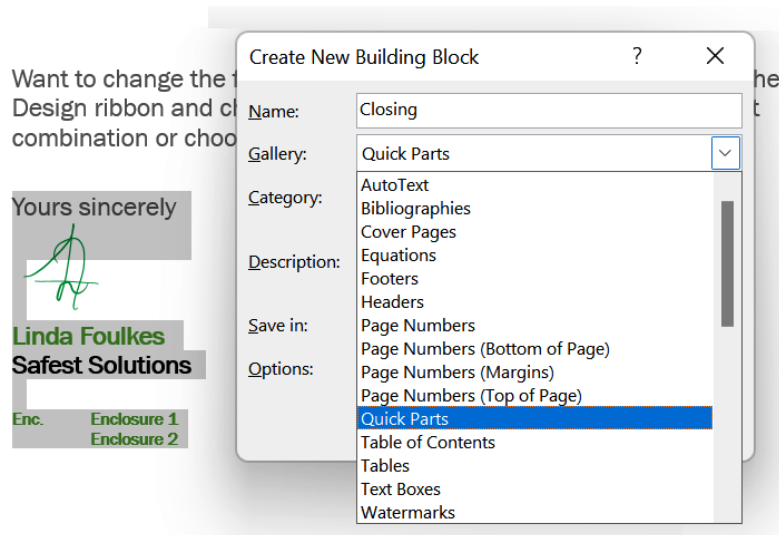 Want to change the f
he
Design ribbon and ch
t
combination or choo
Yours sincerely
Linda Foulkes
Safest Solutions
Enc. Enclosure 1
Enclosure 2
Create New Building Block ?
Name: Closing
Gallery: Quick Parts
Category:
Description:
Save in:
Options:
AutoText
Bibliographies
Cover Pages
Equations
Footers
Headers
Page Numbers
Page Numbers (Bottom of Page)
Page Numbers (Margins)
Page Numbers (Top of Page)
Quick Parts
Table of Contents
Tables
Text Boxes
Watermarks